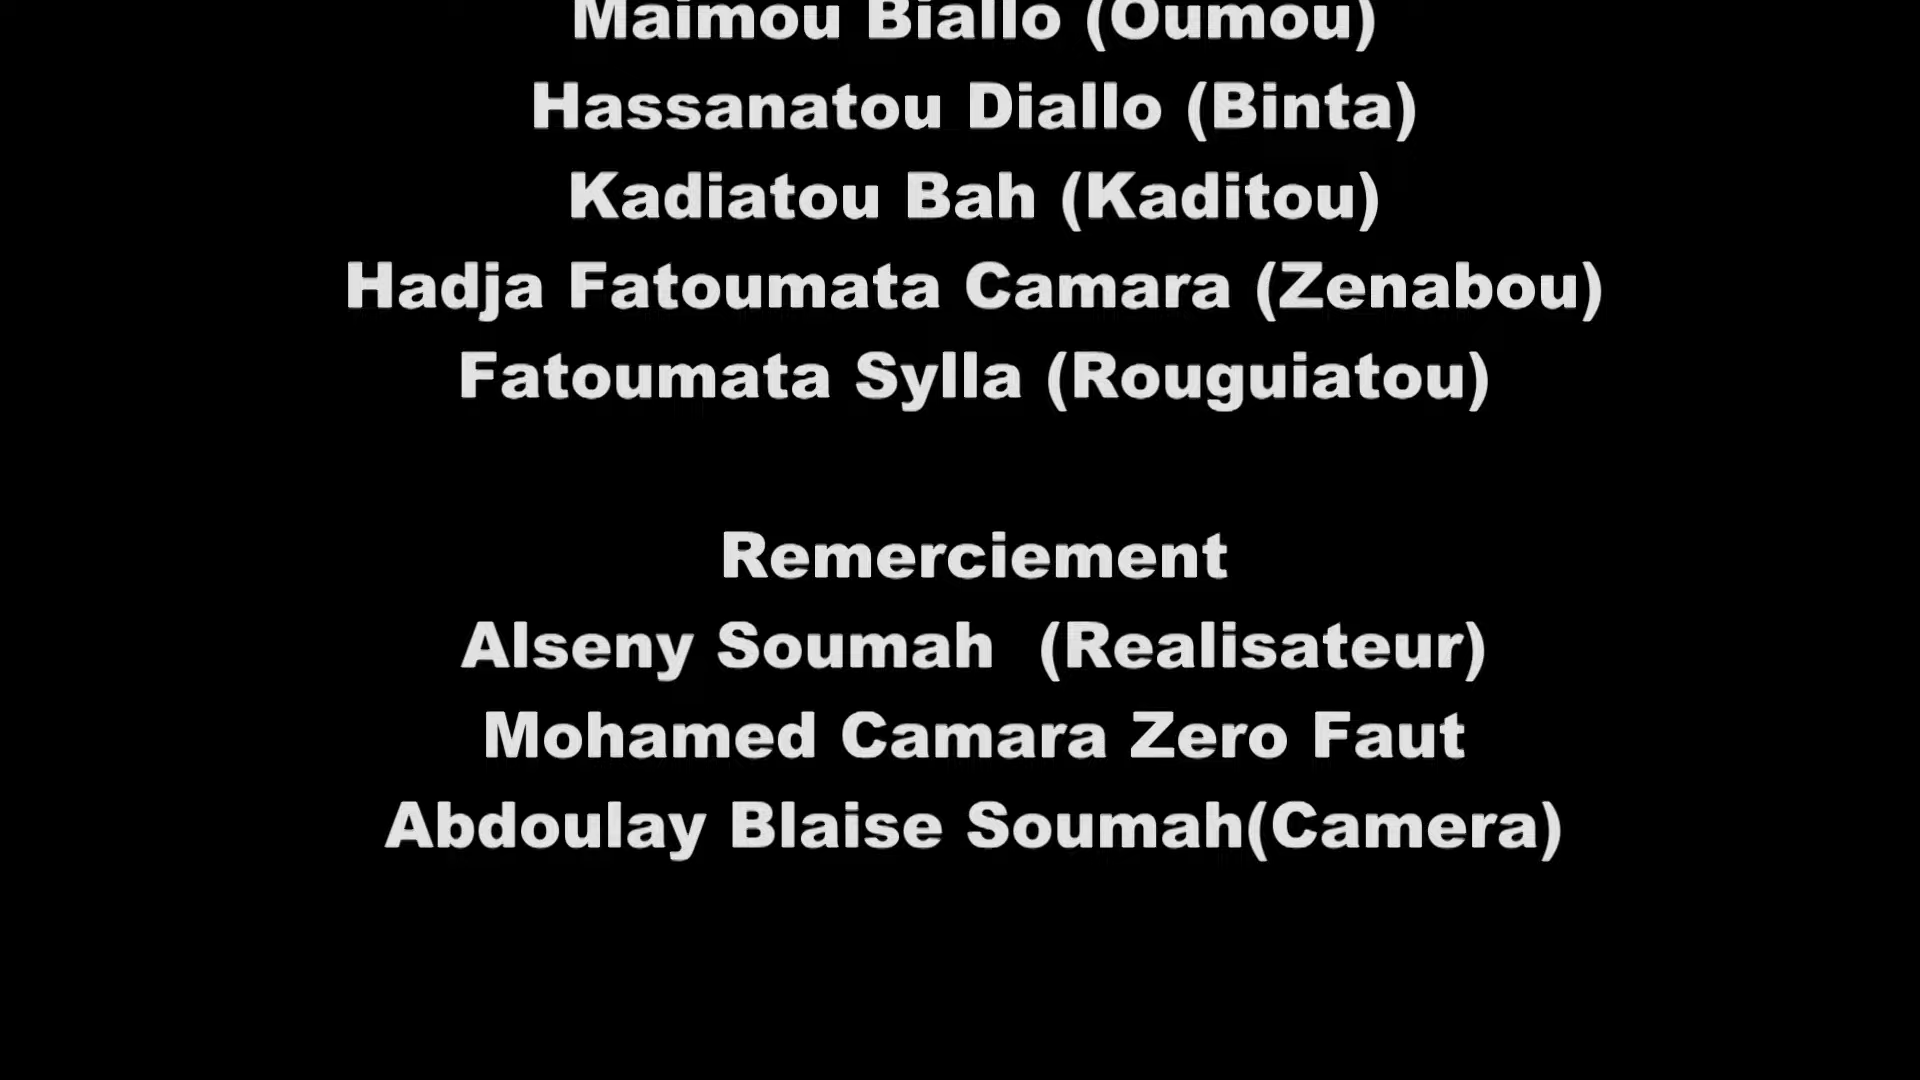 Maimou Biallo (Oumou)
Hassanatou Diallo (Binta)
Kadiatou Bah (Kaditou)
Hadja Fatoumata Camara (Zenabou)
Fatoumata Sylla (Rouguiatou)
Remerciement
Alseny Soumah (Realisateur)
Mohamed Camara Zero Faut
Abdoulay Blaise Soumah(Camera)